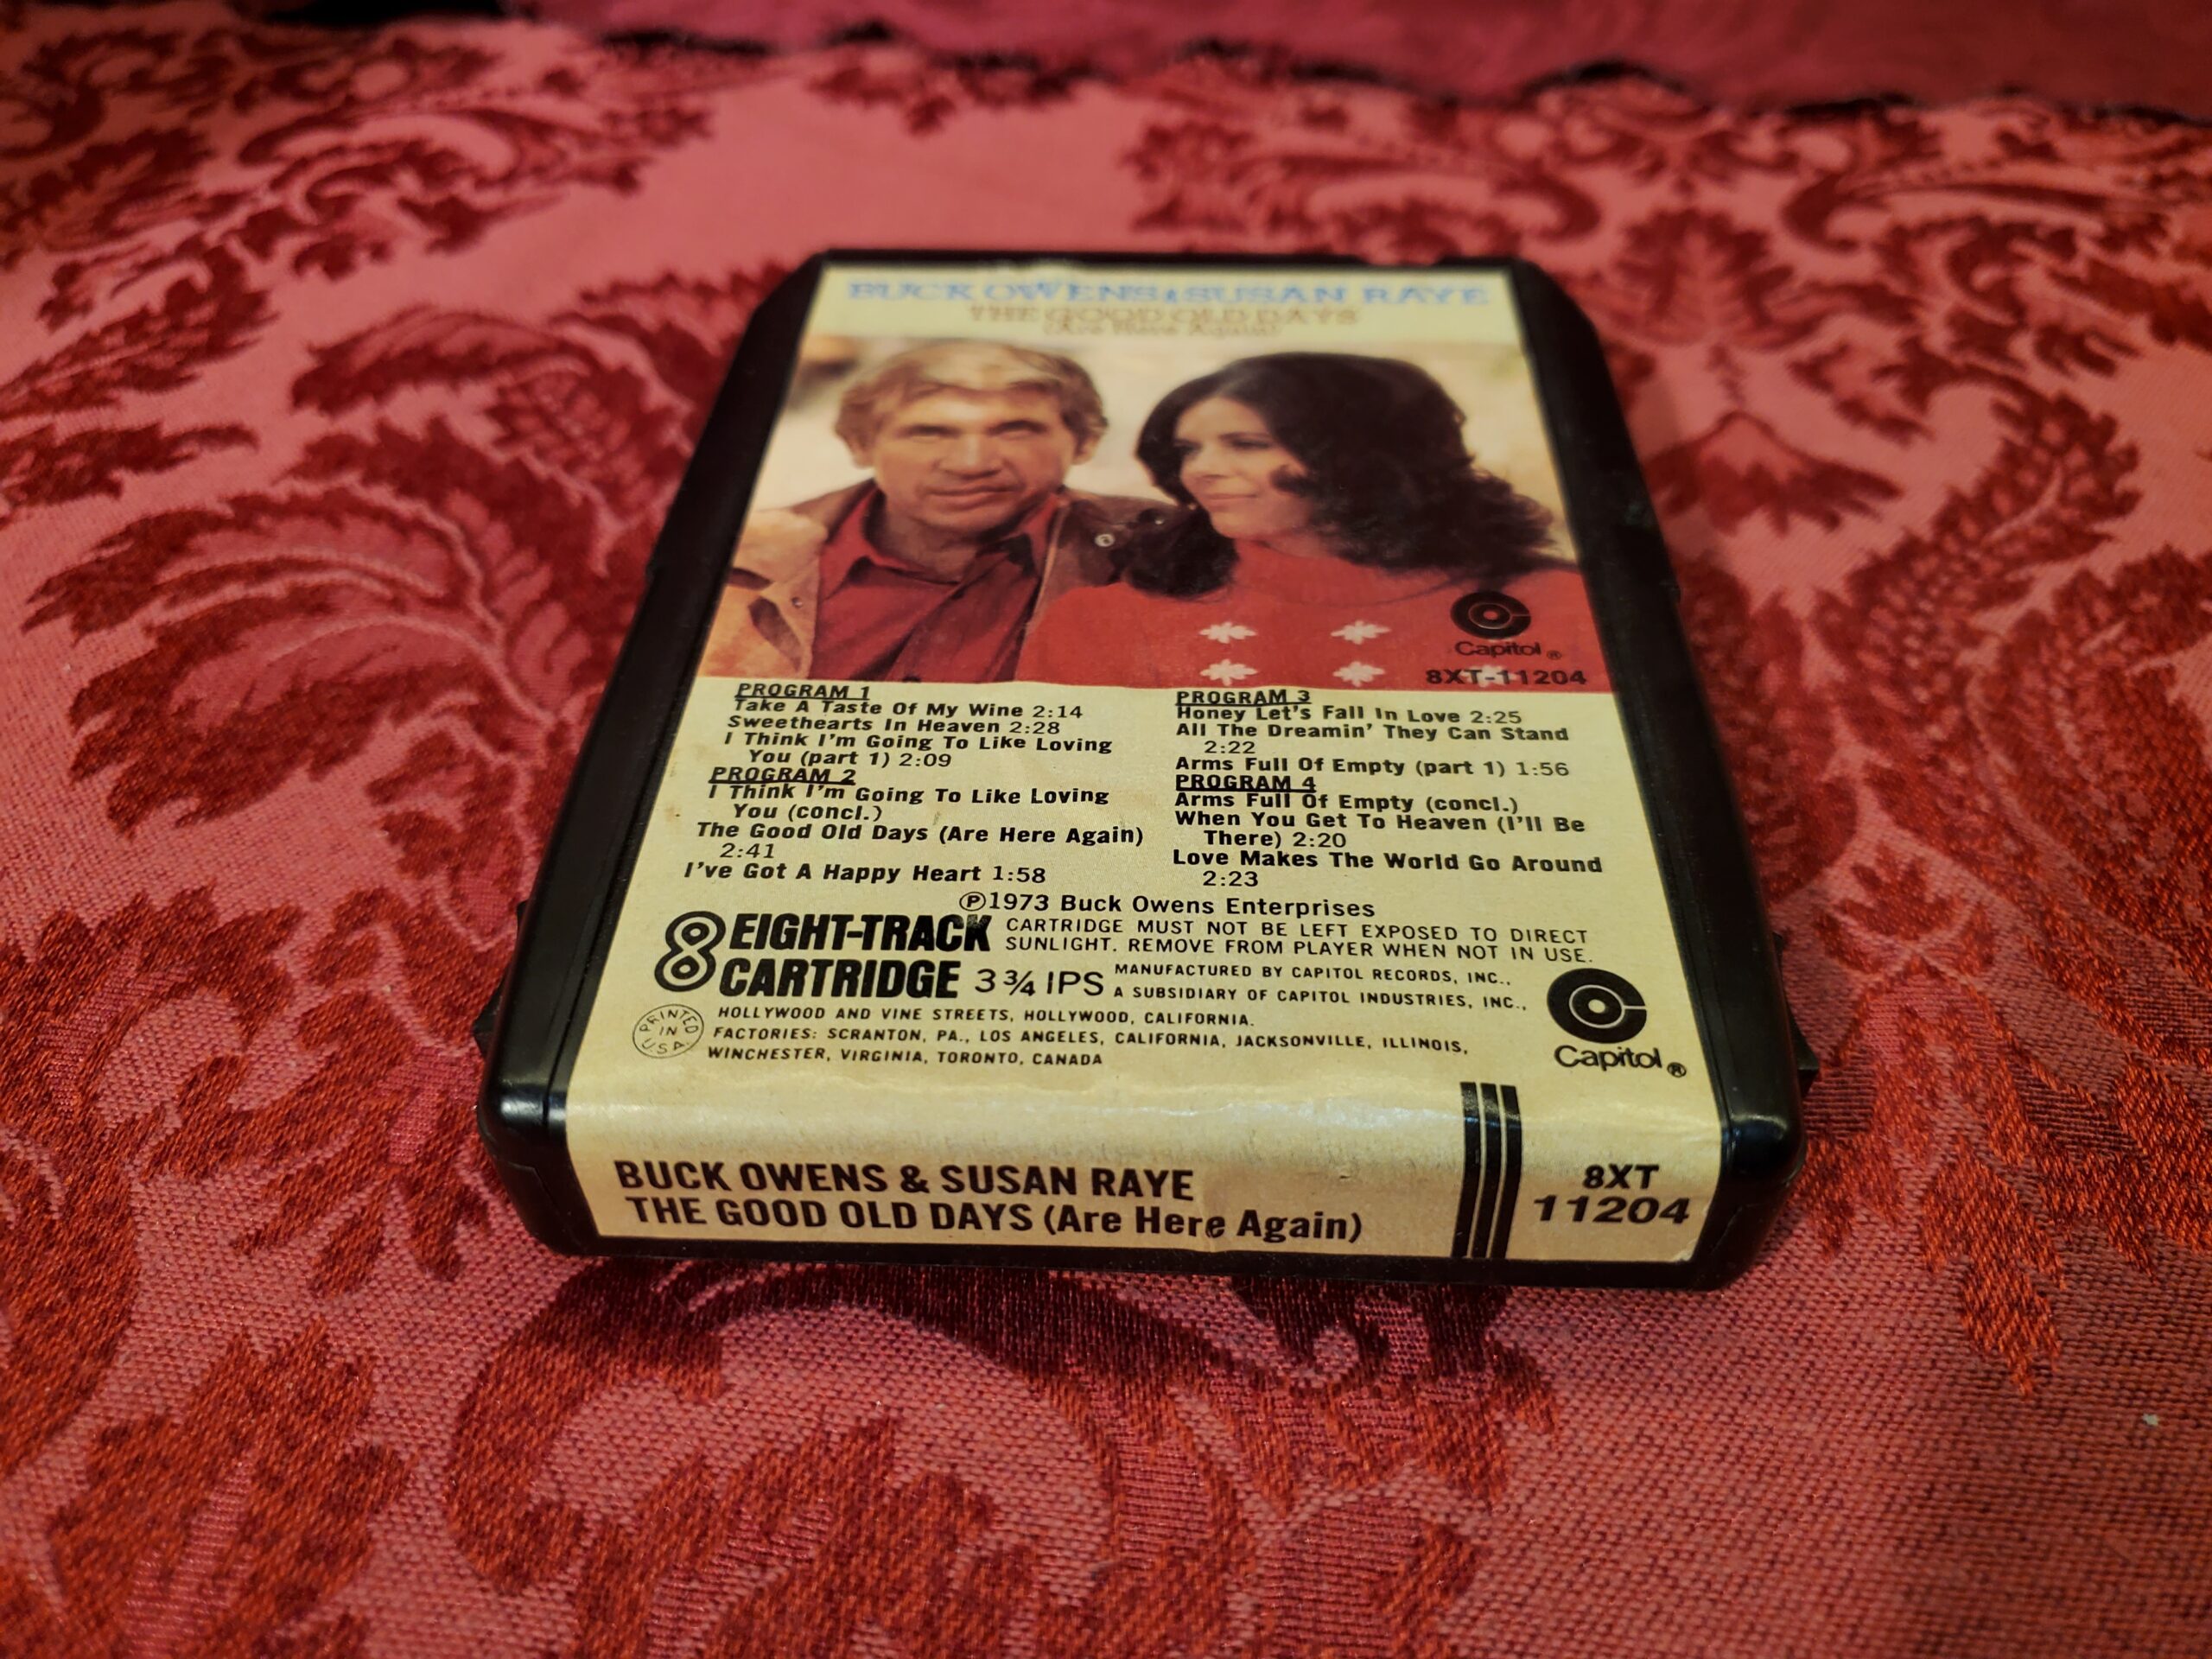 BUCK OWENS & SUSAN RAYE
THE GOOD OLD DAYS
(Are Here Again)
Capitol ®
8XT-11204
PROGRAM 1
Take A Taste Of My Wine 2:14
Sweethearts In Heaven 2:28
I Think I'm Going To Like Loving
You (part 1) 2:09
PROGRAM 2
I Think I'm Going To Like Loving
You (concl.)
The Good Old Days (Are Here Again)
2:41
I've Got A Happy Heart 1:58
PROGRAM 3
Honey Let's Fall In Love 2:25
All The Dreamin' They Can Stand
2:22
Arms Full Of Empty (part 1) 1:56
PROGRAM 4
Arms Full Of Empty (concl.)
When You Get To Heaven (I'll Be
There) 2:20
Love Makes The World Go Around
2:23
Ⓟ1973 Buck Owens Enterprises
8 EIGHT-TRACK
CARTRIDGE 3 ¾ IPS
CARTRIDGE MUST NOT BE LEFT EXPOSED TO DIRECT
SUNLIGHT. REMOVE FROM PLAYER WHEN NOT IN USE.
MANUFACTURED BY CAPITOL RECORDS, INC.,
A SUBSIDIARY OF CAPITOL INDUSTRIES, INC.,
HOLLYWOOD AND VINE STREETS, HOLLYWOOD, CALIFORNIA.
FACTORIES: SCRANTON, PA., LOS ANGELES, CALIFORNIA, JACKSONVILLE, ILLINOIS,
WINCHESTER, VIRGINIA, TORONTO, CANADA
PRINTED
IN
U.S.A.
Capitol ®
BUCK OWENS & SUSAN RAYE
THE GOOD OLD DAYS (Are Here Again)
8XT
11204